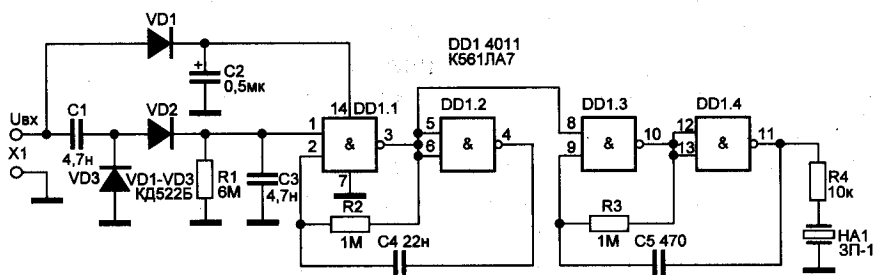 VD1
DD1 4011
К561ЛА7
+
C2
0,5мк
Uвх
C1
VD2
14
DD1.1
DD1.2
DD1.3
DD1.4
1
2
&
3
5
6
&
4
8
9
&
10
12
13
&
11
X1
4,7н
VD3
VD1-VD3
КД522Б
R1
6М
C3
4,7н
7
R2
1М
C4 22н
R3
1М
C5 470
R4
10к
HA1
ЗП-1